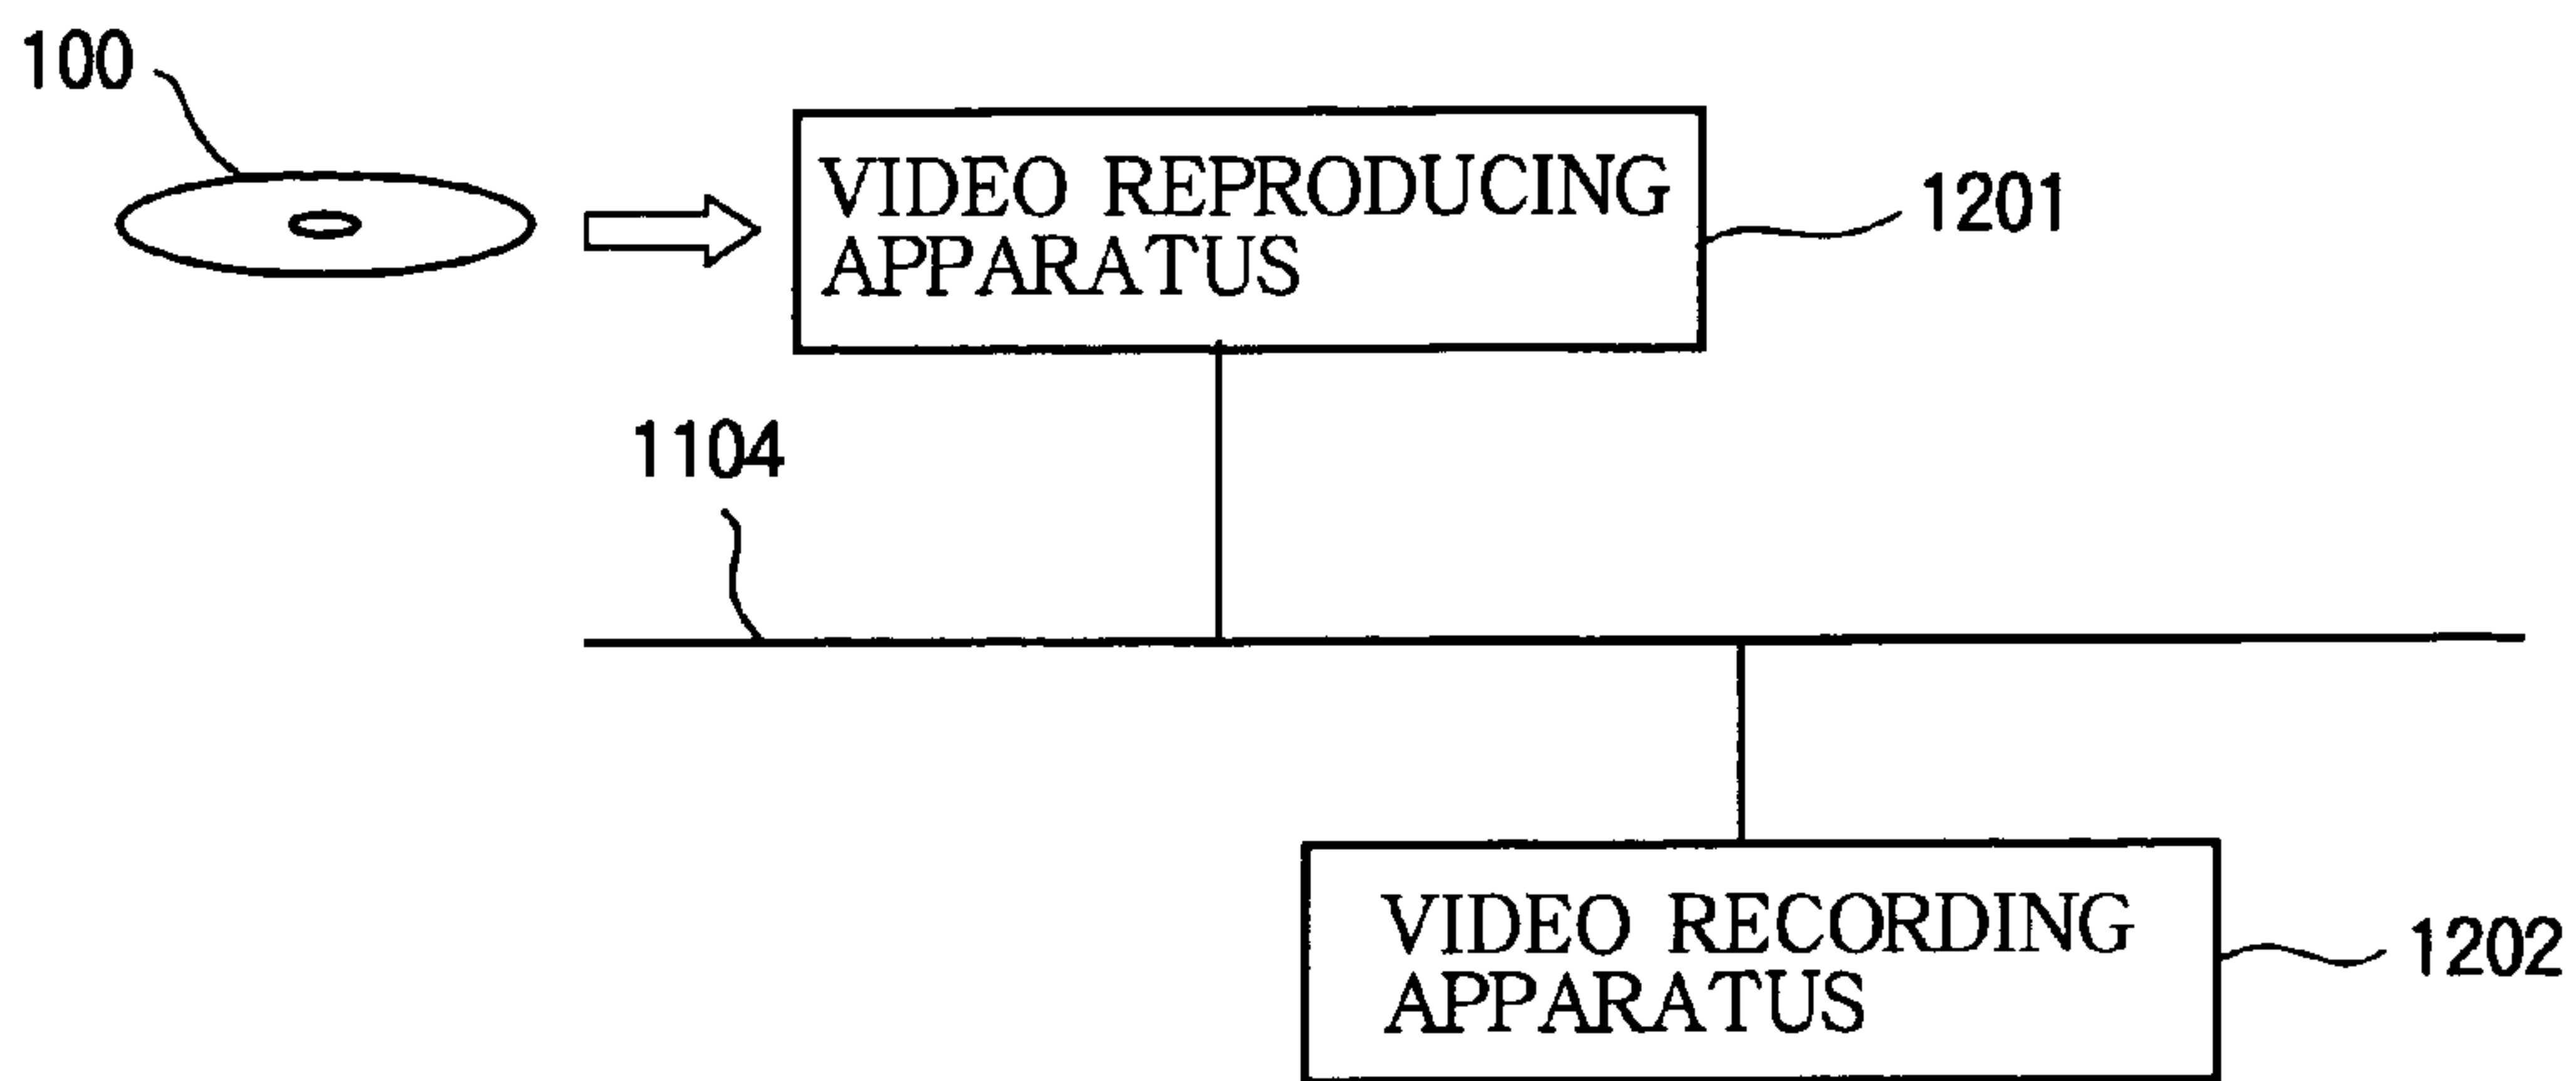 100
VIDEO REPRODUCING
APPARATUS
1201
1104
VIDEO RECORDING
APPARATUS
1202